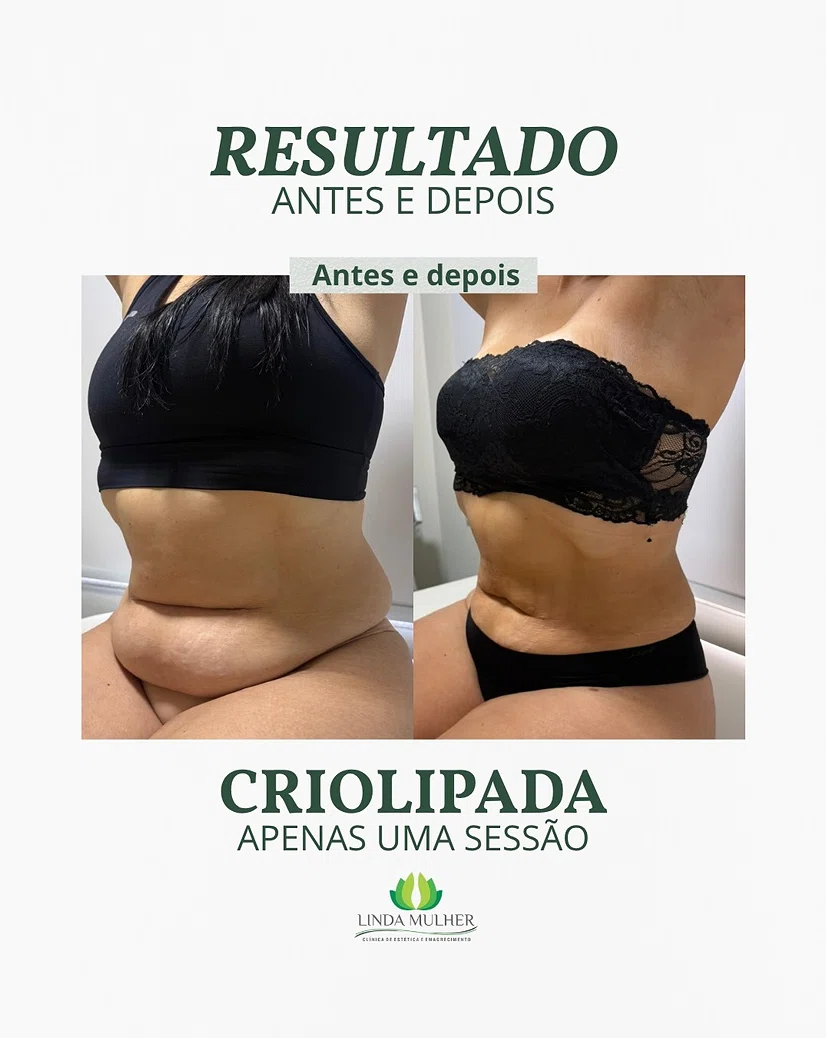 RESULTADO
ANTES E DEPOIS
Antes e depois
CRIOLIPADA
APENAS UMA SESSÃO
LINDA MULHER
CLÍNICA DE ESTÉTICA E EMAGRECIMENTO